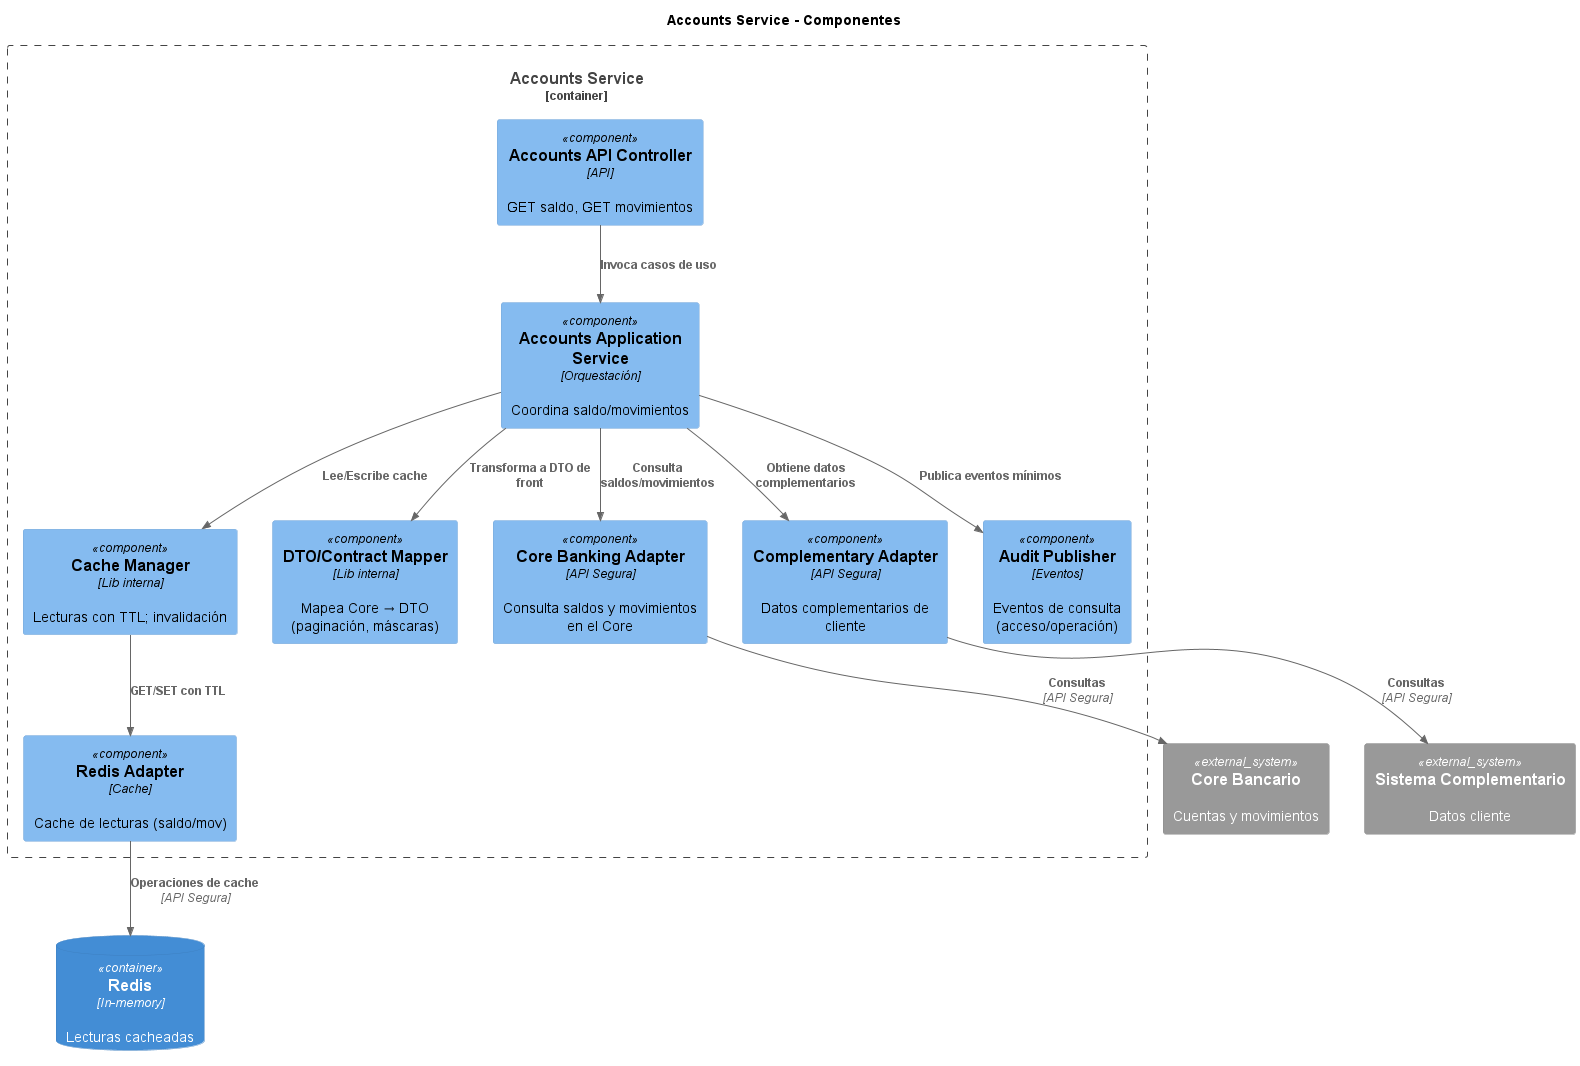 Accounts Service - Componentes
Accounts Service
[container]
«component»
Accounts API Controller
[API]
GET saldo, GET movimientos
Invoca casos de uso
«component»
Accounts Application
Service
[Orquestación]
Coordina saldo/movimientos
Lee/Escribe cache
Transforma a DTO de
front
Consulta
saldos/movimientos
Obtiene datos
complementarios
Publica eventos mínimos
«component»
Cache Manager
[Lib interna]
Lecturas con TTL; invalidación
«component»
DTO/Contract Mapper
[Lib interna]
Mapea Core → DTO
(paginación, máscaras)
«component»
Core Banking Adapter
[API Segura]
Consulta saldos y movimientos
en el Core
«component»
Complementary Adapter
[API Segura]
Datos complementarios de
cliente
«component»
Audit Publisher
[Eventos]
Eventos de consulta
(acceso/operación)
GET/SET con TTL
Consultas
[API Segura]
Consultas
[API Segura]
«component»
Redis Adapter
[Cache]
Cache de lecturas (saldo/mov)
«external_system»
Core Bancario
Cuentas y movimientos
«external_system»
Sistema Complementario
Datos cliente
Operaciones de cache
[API Segura]
«container»
Redis
[In-memory]
Lecturas cacheadas